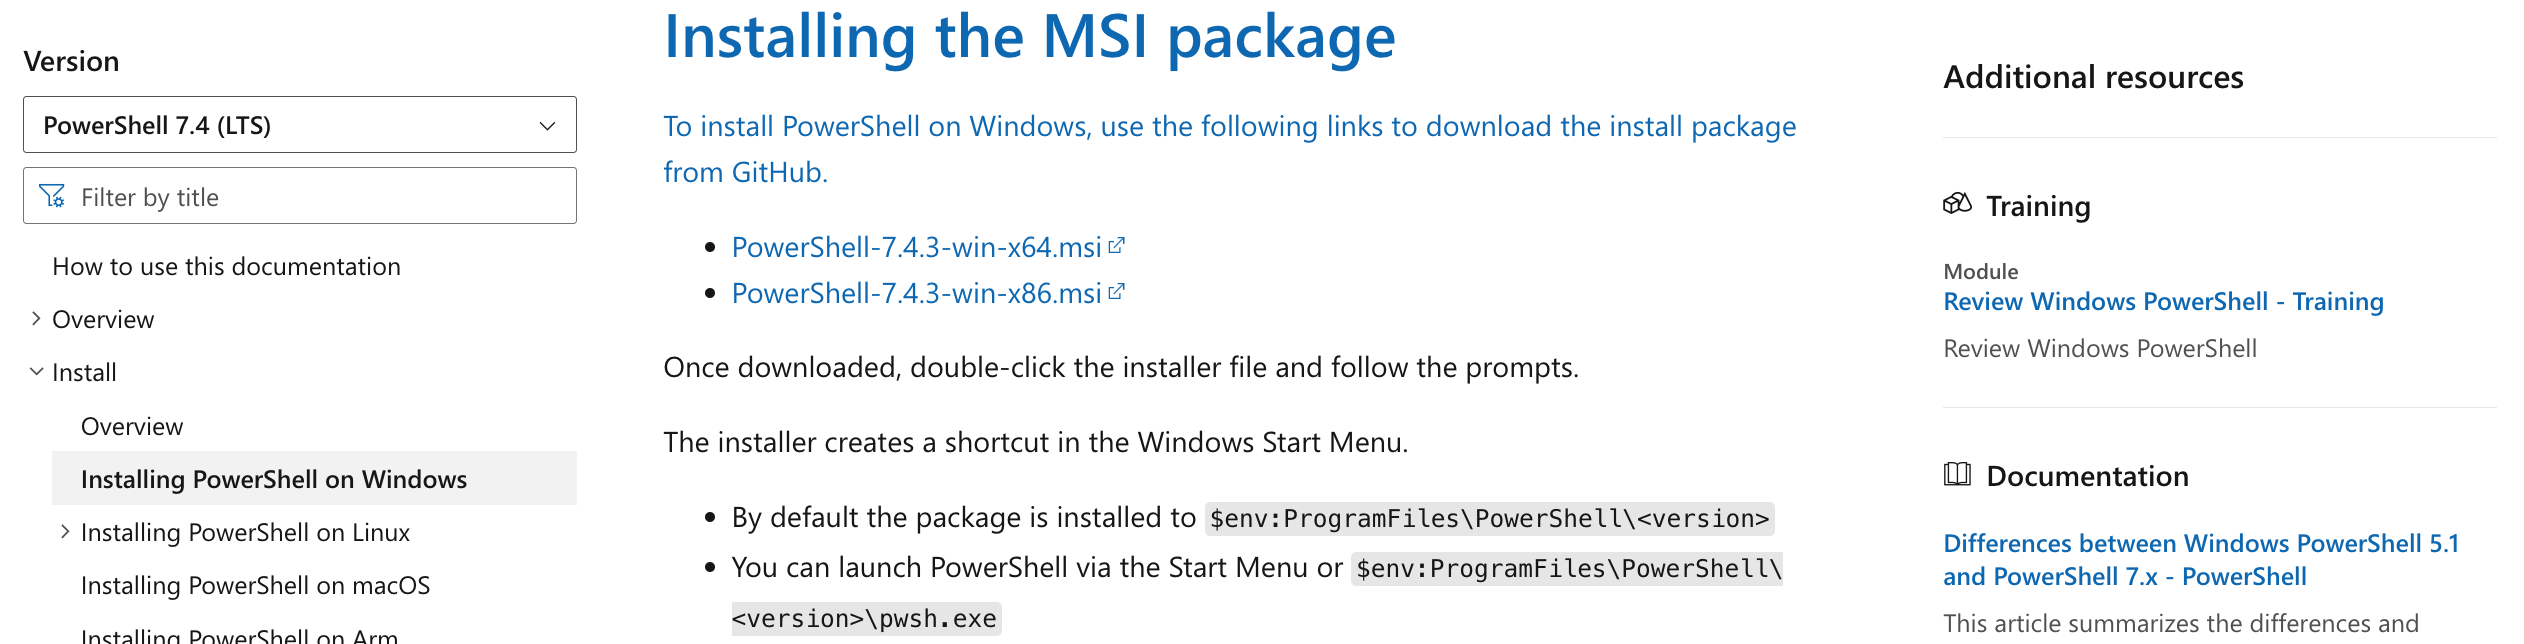 Version
PowerShell 7.4 (LTS)
Filter by title
How to use this documentation
Overview
Install
Overview
Installing PowerShell on Windows
Installing PowerShell on Linux
Installing PowerShell on macOS
Installing PowerShell on Arm
Installing the MSI package
To install PowerShell on Windows, use the following links to download the install package
from GitHub.
• PowerShell-7.4.3-win-x64.msi
• PowerShell-7.4.3-win-x86.msi
Once downloaded, double-click the installer file and follow the prompts.
The installer creates a shortcut in the Windows Start Menu.
• By default the package is installed to $env:ProgramFiles\PowerShell\<version>
• You can launch PowerShell via the Start Menu or $env:ProgramFiles\PowerShell\
<version>\pwsh.exe
Additional resources
Training
Module
Review Windows PowerShell - Training
Review Windows PowerShell
Documentation
Differences between Windows PowerShell 5.1
and PowerShell 7.x - PowerShell
This article summarizes the differences and